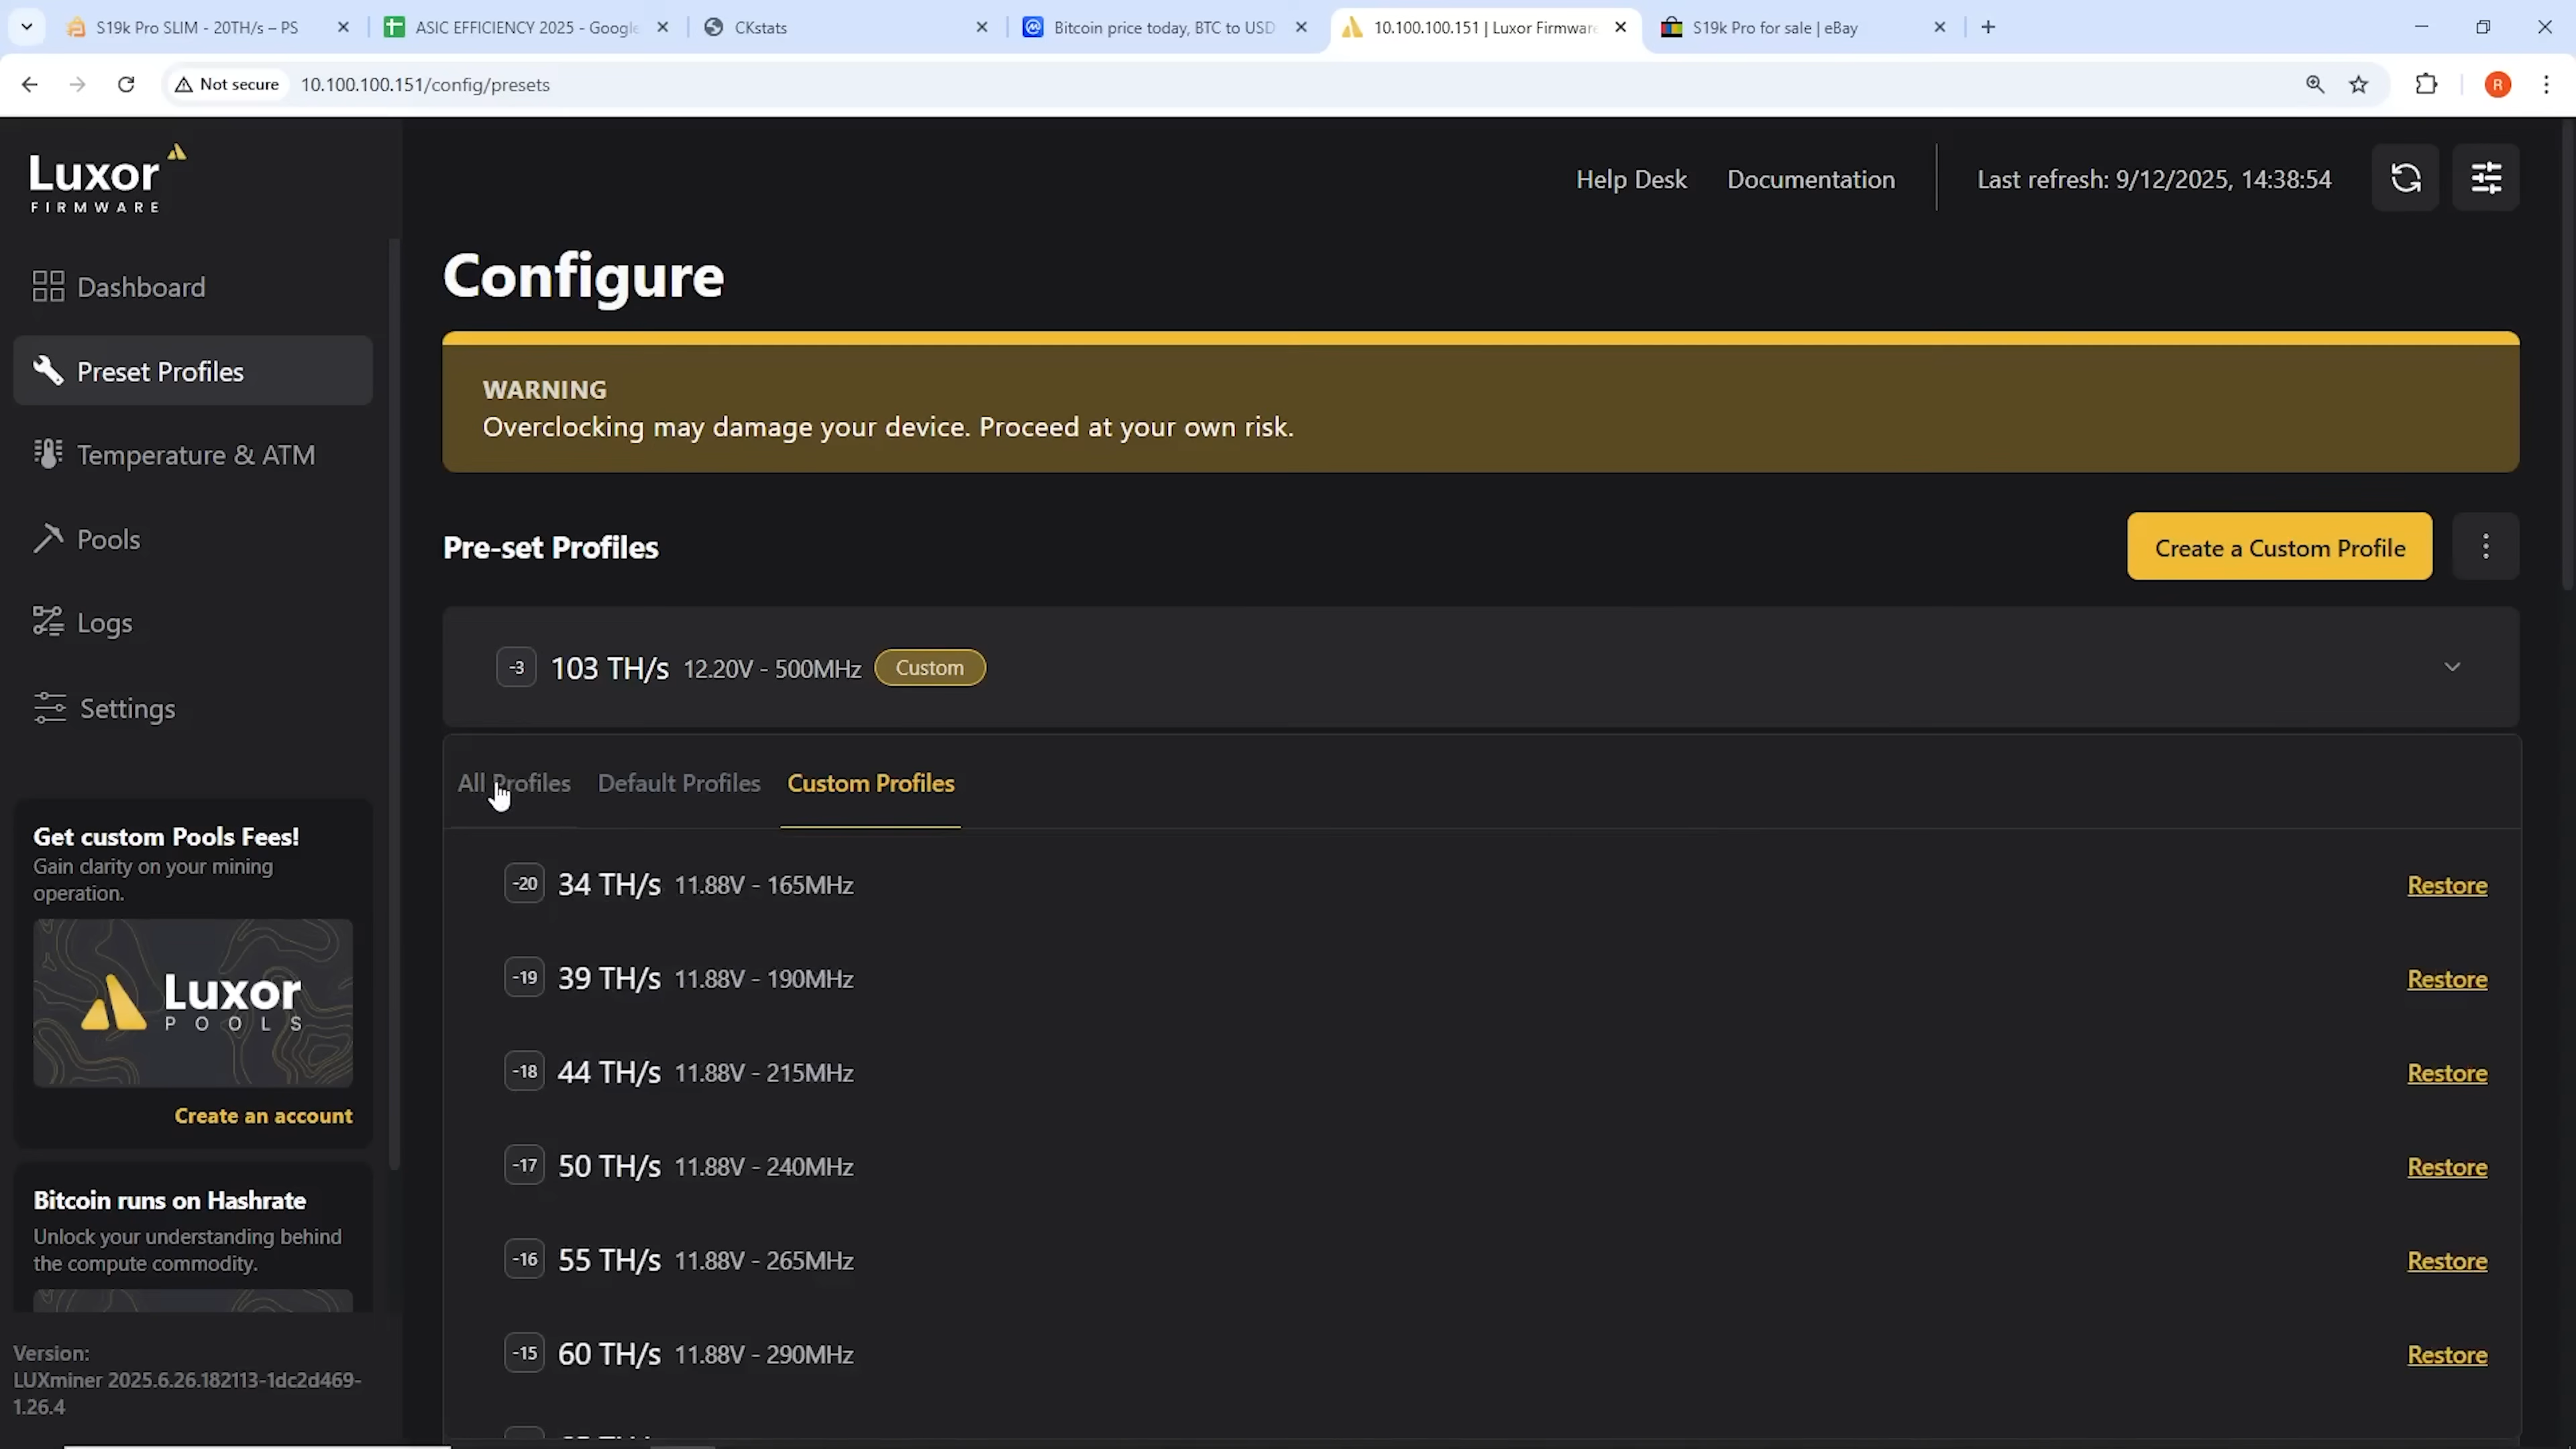 S19k Pro SLIM - 20TH/s – PS
ASIC EFFICIENCY 2025 - Google
CKstats
Bitcoin price today, BTC to USD
10.100.100.151 | Luxor Firmware
S19k Pro for sale | eBay
Not secure
10.100.100.151/config/presets
R
Luxor
FIRMWARE
Help Desk
Documentation
Last refresh: 9/12/2025, 14:38:54
Dashboard
Preset Profiles
Temperature & ATM
Pools
Logs
Settings
Get custom Pools Fees!
Gain clarity on your mining
operation.
Luxor
POOLS
Create an account
Bitcoin runs on Hashrate
Unlock your understanding behind
the compute commodity.
Version:
LUXminer 2025.6.26.182113-1dc2d469-
1.26.4
Configure
WARNING
Overclocking may damage your device. Proceed at your own risk.
Pre-set Profiles
Create a Custom Profile
-3 103 TH/s 12.20V - 500MHz Custom
All Profiles Default Profiles Custom Profiles
-20 34 TH/s 11.88V - 165MHz Restore
-19 39 TH/s 11.88V - 190MHz Restore
-18 44 TH/s 11.88V - 215MHz Restore
-17 50 TH/s 11.88V - 240MHz Restore
-16 55 TH/s 11.88V - 265MHz Restore
-15 60 TH/s 11.88V - 290MHz Restore